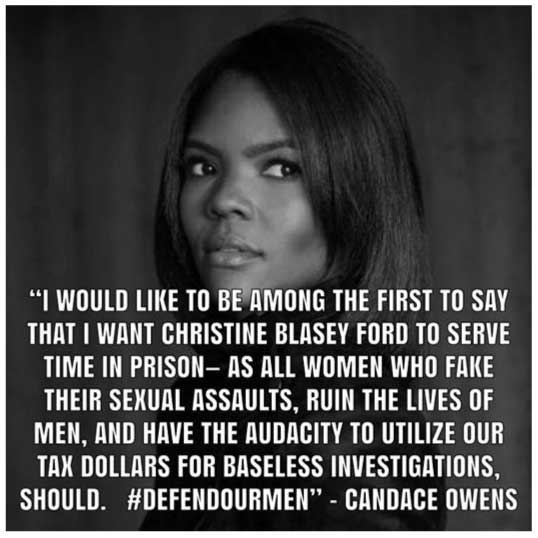 “I WOULD LIKE TO BE AMONG THE FIRST TO SAY
THAT I WANT CHRISTINE BLASEY FORD TO SERVE
TIME IN PRISON– AS ALL WOMEN WHO FAKE
THEIR SEXUAL ASSAULTS, RUIN THE LIVES OF
MEN, AND HAVE THE AUDACITY TO UTILIZE OUR
TAX DOLLARS FOR BASELESS INVESTIGATIONS,
SHOULD. #DEFENDOURMEN” - CANDACE OWENS